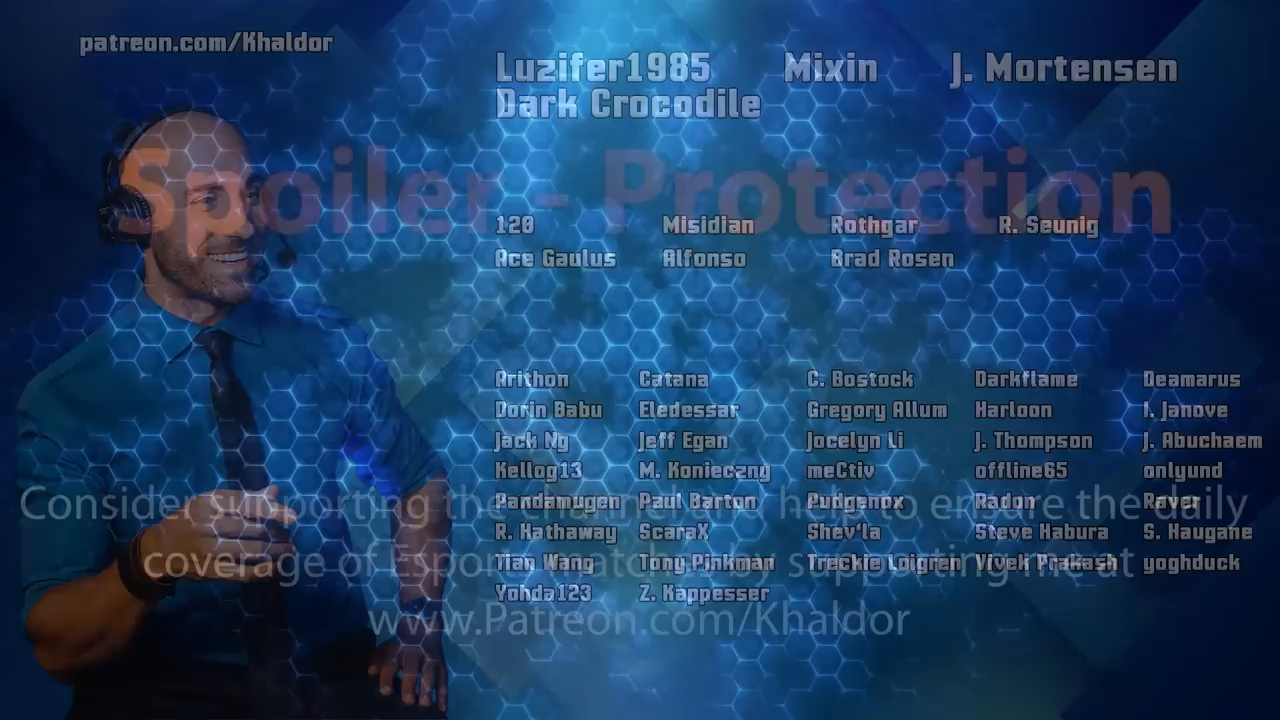 patreon.com/Khaldor
Luzifer1985 Mixin J. Mortensen
Dark Crocodile
Spoiler - Protection
120 Misidian Rothgar R. Seunig
Ace Gaulus Alfonso Brad Rosen
Arithon Catana C. Bostock Darkflame Deamarus
Dorin Babu Eledessar Gregory Allum Harloon I. Janove
Jack Ng Jeff Egan Jocelyn Li J. Thompson J. Abuchaem
Kellog13 M. Konieczny meCtiv offline65 onlyund
Pandamugen Paul Barton Pudgenox Radon Raver
Consider supporting the channel to help to ensure the daily
R. Hathaway ScaraX Shev'la Steve Habura S. Haugane
coverage of Esport matches by supporting me at
Tian Wang Tony Pinkman Treckie Loigren Vivek Prakash yoghduck
Yohda123 Z. Kappesser
www.Patreon.com/Khaldor